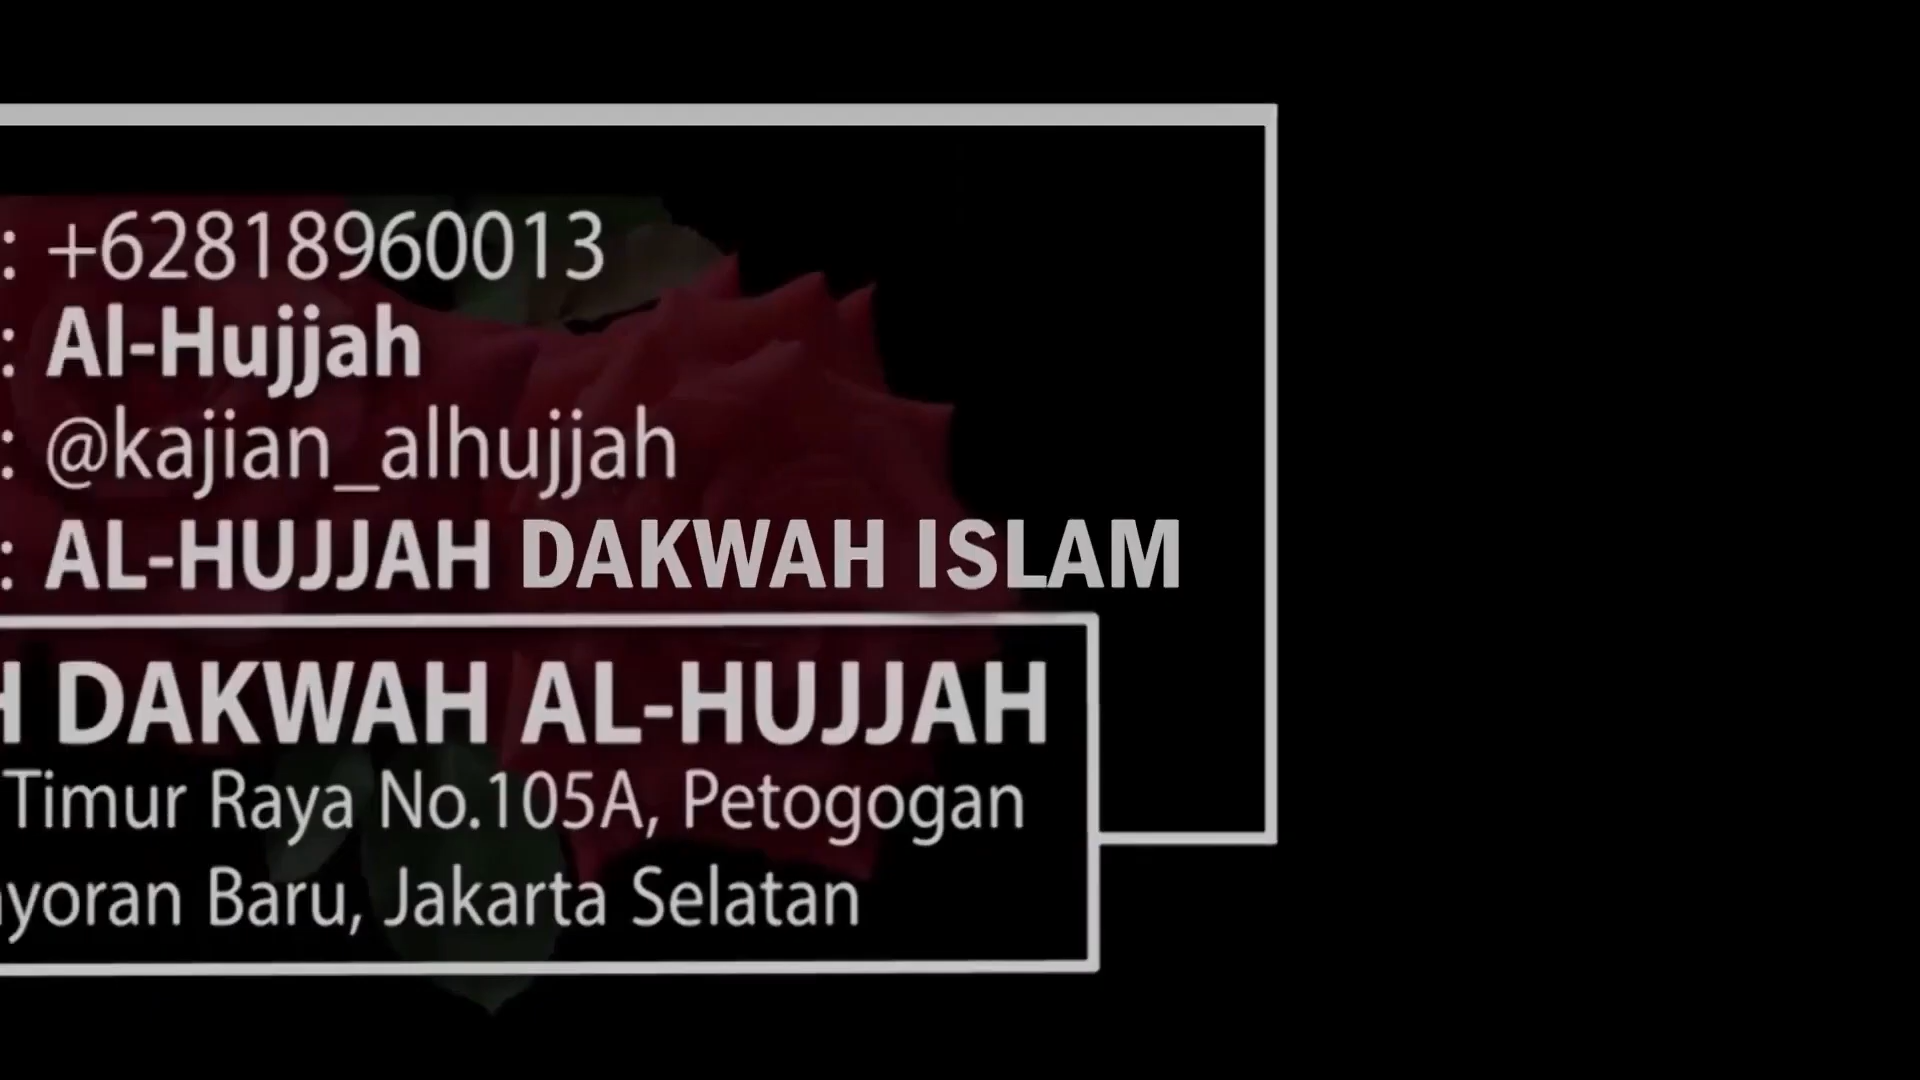 : +62818960013
: Al-Hujjah
: @kajian_alhujjah
: AL-HUJJAH DAKWAH ISLAM
DAKWAH AL-HUJJAH
Timur Raya No.105A, Petogogan
Baru, Jakarta Selatan